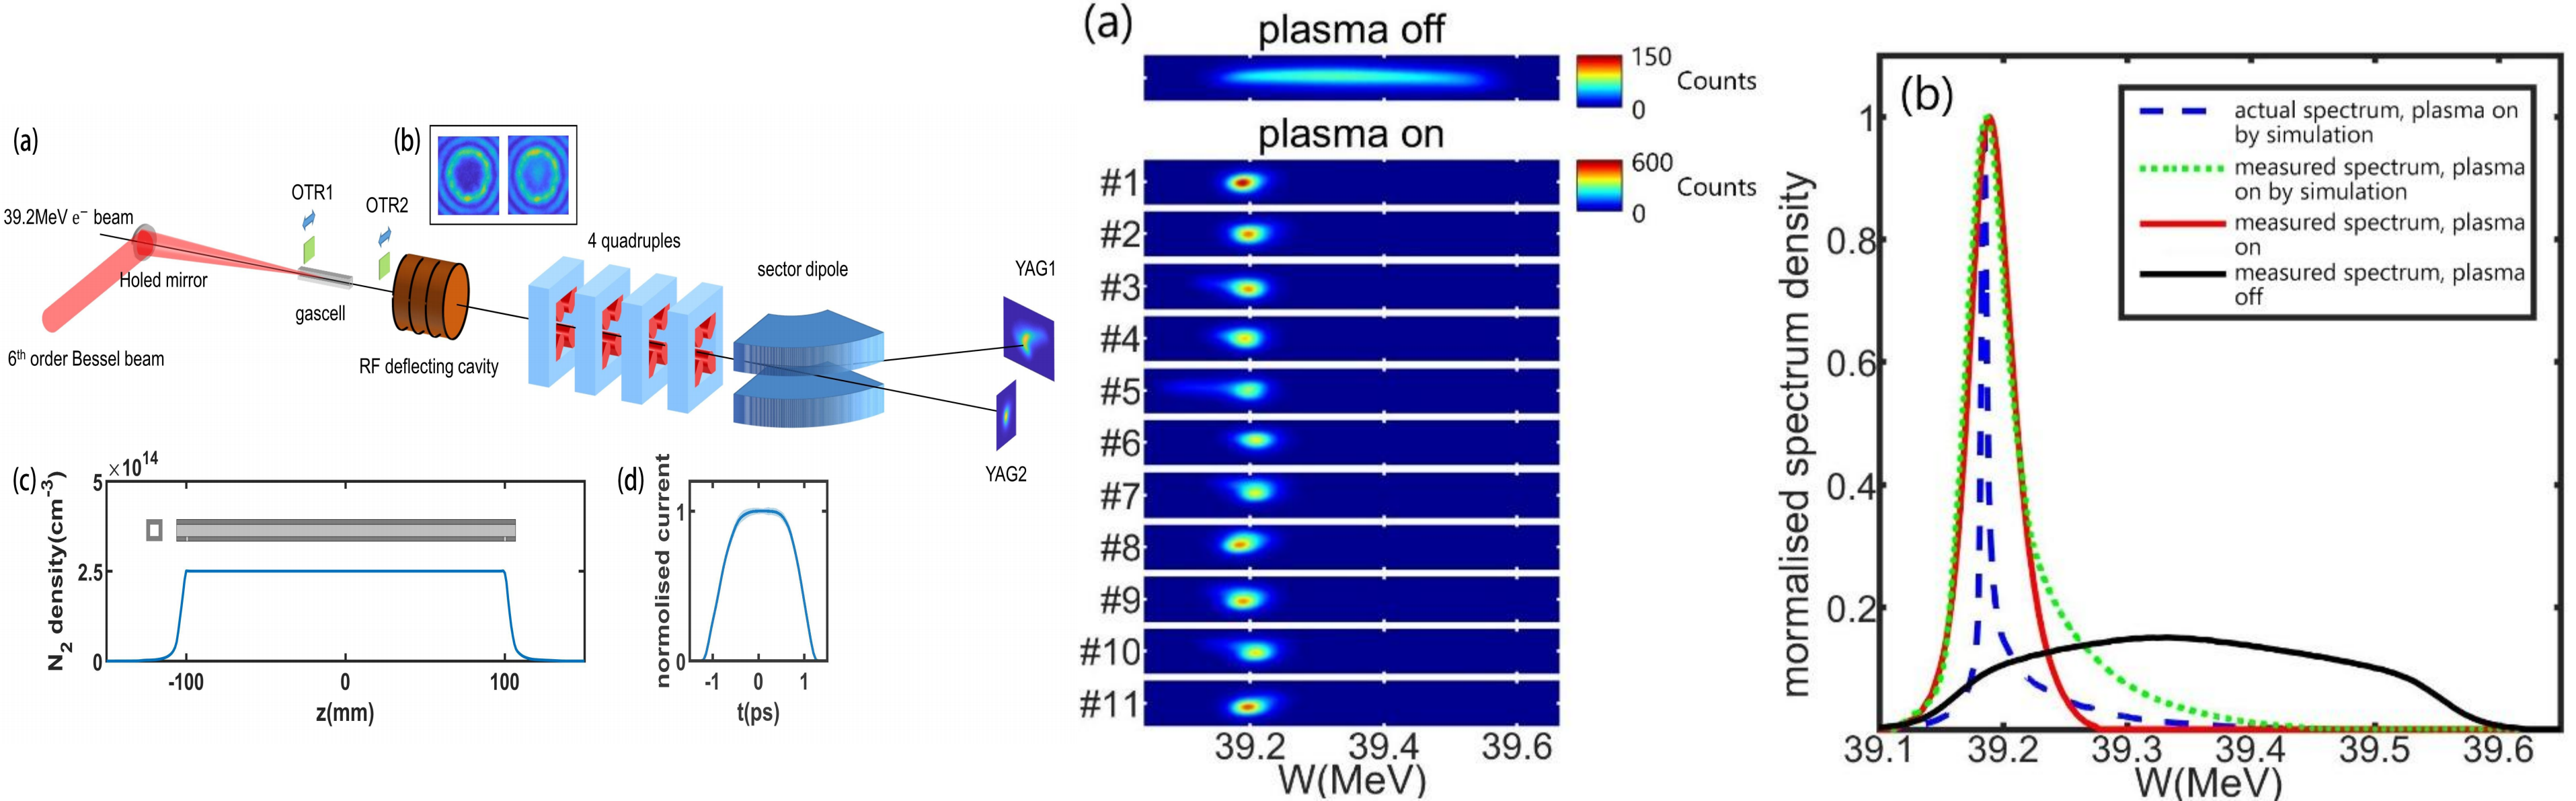 (a)
(b)
OTR1
OTR2
39.2MeV e⁻ beam
Holed mirror
gascell
6th order Bessel beam
RF deflecting cavity
4 quadruples
sector dipole
YAG1
YAG2
(c)
×10^14
5
2.5
0
N2 density(cm-3)
-100
0
100
z(mm)
(d)
normolised current
1
0
-1
0
1
t(ps)
(a)
plasma off
150
Counts
0
plasma on
600
Counts
0
#1
#2
#3
#4
#5
#6
#7
#8
#9
#10
#11
39.2
39.4
39.6
W(MeV)
(b)
actual spectrum, plasma on
by simulation
measured spectrum, plasma
on by simulation
measured spectrum, plasma
on
measured spectrum, plasma
off
mormalised spectrum density
1
0.8
0.6
0.4
0.2
39.1
39.2
39.3
39.4
39.5
39.6
W(MeV)